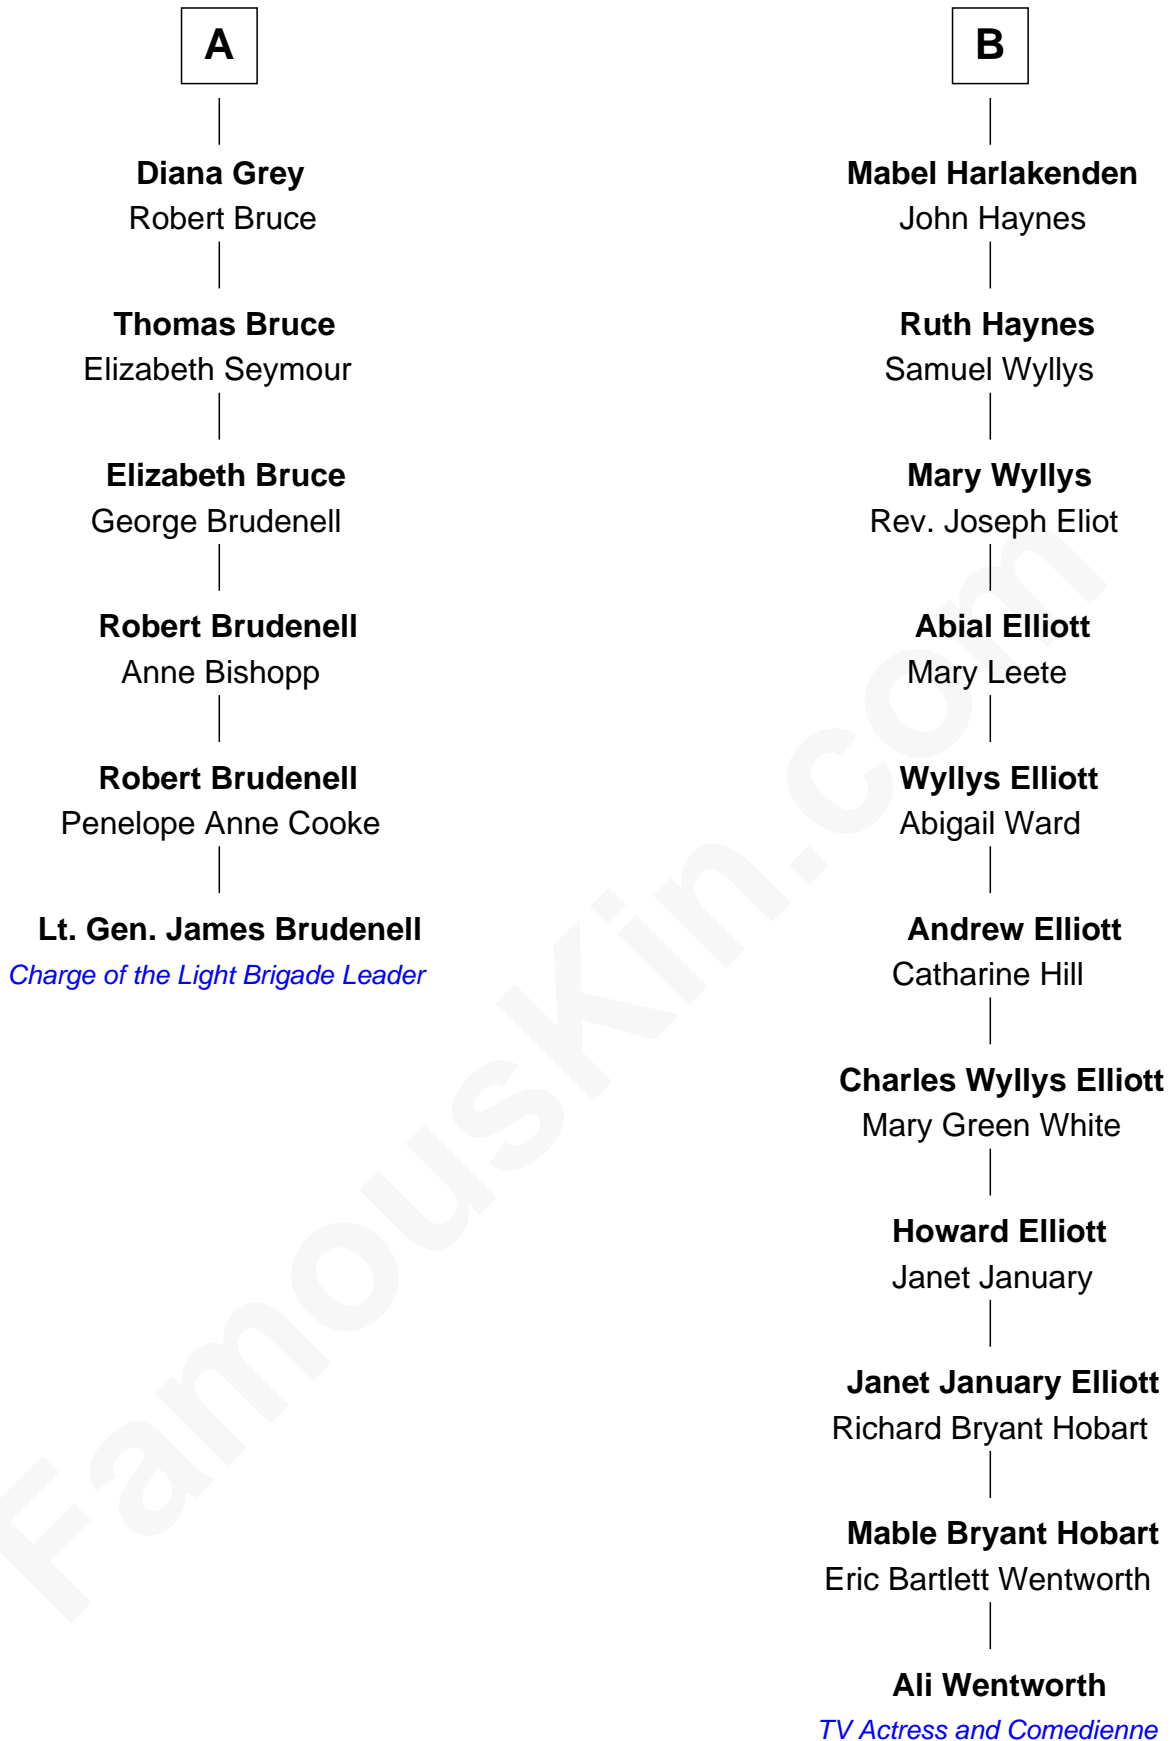 A
Diana Grey
Robert Bruce
Thomas Bruce
Elizabeth Seymour
Elizabeth Bruce
George Brudenell
Robert Brudenell
Anne Bishopp
Robert Brudenell
Penelope Anne Cooke
Lt. Gen. James Brudenell
Charge of the Light Brigade Leader
B
Mabel Harlakenden
John Haynes
Ruth Haynes
Samuel Wyllys
Mary Wyllys
Rev. Joseph Eliot
Abial Elliott
Mary Leete
Wyllys Elliott
Abigail Ward
Andrew Elliott
Catharine Hill
Charles Wyllys Elliott
Mary Green White
Howard Elliott
Janet January
Janet January Elliott
Richard Bryant Hobart
Mable Bryant Hobart
Eric Bartlett Wentworth
Ali Wentworth
TV Actress and Comedienne
FamousKin.com